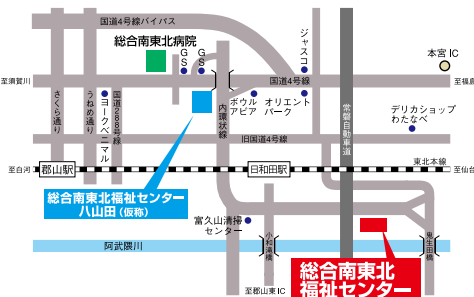 国道4号線バイパス
総合南東北病院
GS
GS
ジャスコ
本宮 IC
至須賀川
国道4号線
至福島
さくら通り
うねめ通り
ヨークベニマル
国道288号線
内環状線
ボウル
アピア
オリエント
パーク
常磐自動車道
デリカショップ
わたなべ
旧国道4号線
東北本線
至白河
郡山駅
日和田駅
至仙台
総合南東北福祉センター
八山田（仮称）
富久山清掃
センター
小和滝橋
鬼生田橋
阿武隈川
総合南東北
福祉センター
至郡山東IC